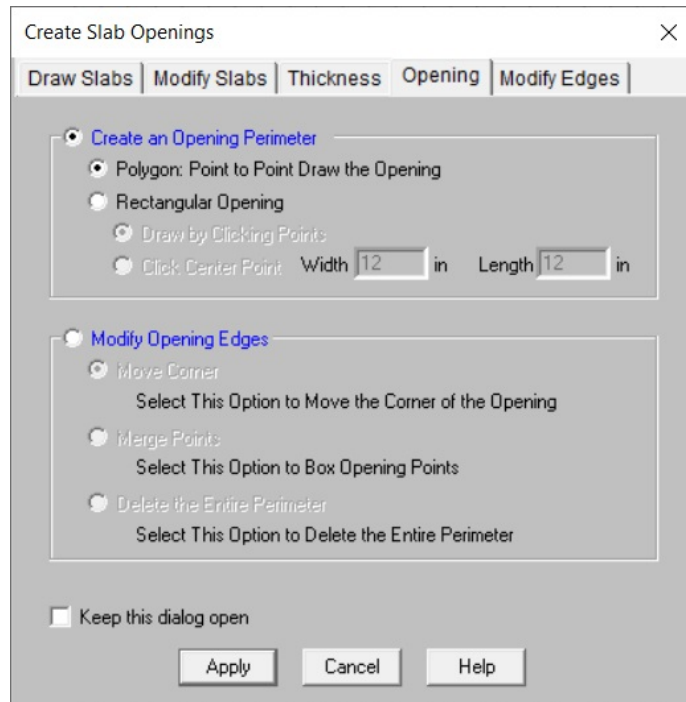 Create Slab Openings
Draw Slabs Modify Slabs Thickness Opening Modify Edges
Create an Opening Perimeter
Polygon: Point to Point Draw the Opening
Rectangular Opening
Draw by Clicking Points
Click Center Point Width 12 in Length 12 in
Modify Opening Edges
Move Corner
Select This Option to Move the Corner of the Opening
Merge Points
Select This Option to Box Opening Points
Delete the Entire Perimeter
Select This Option to Delete the Entire Perimeter
Keep this dialog open
Apply Cancel Help